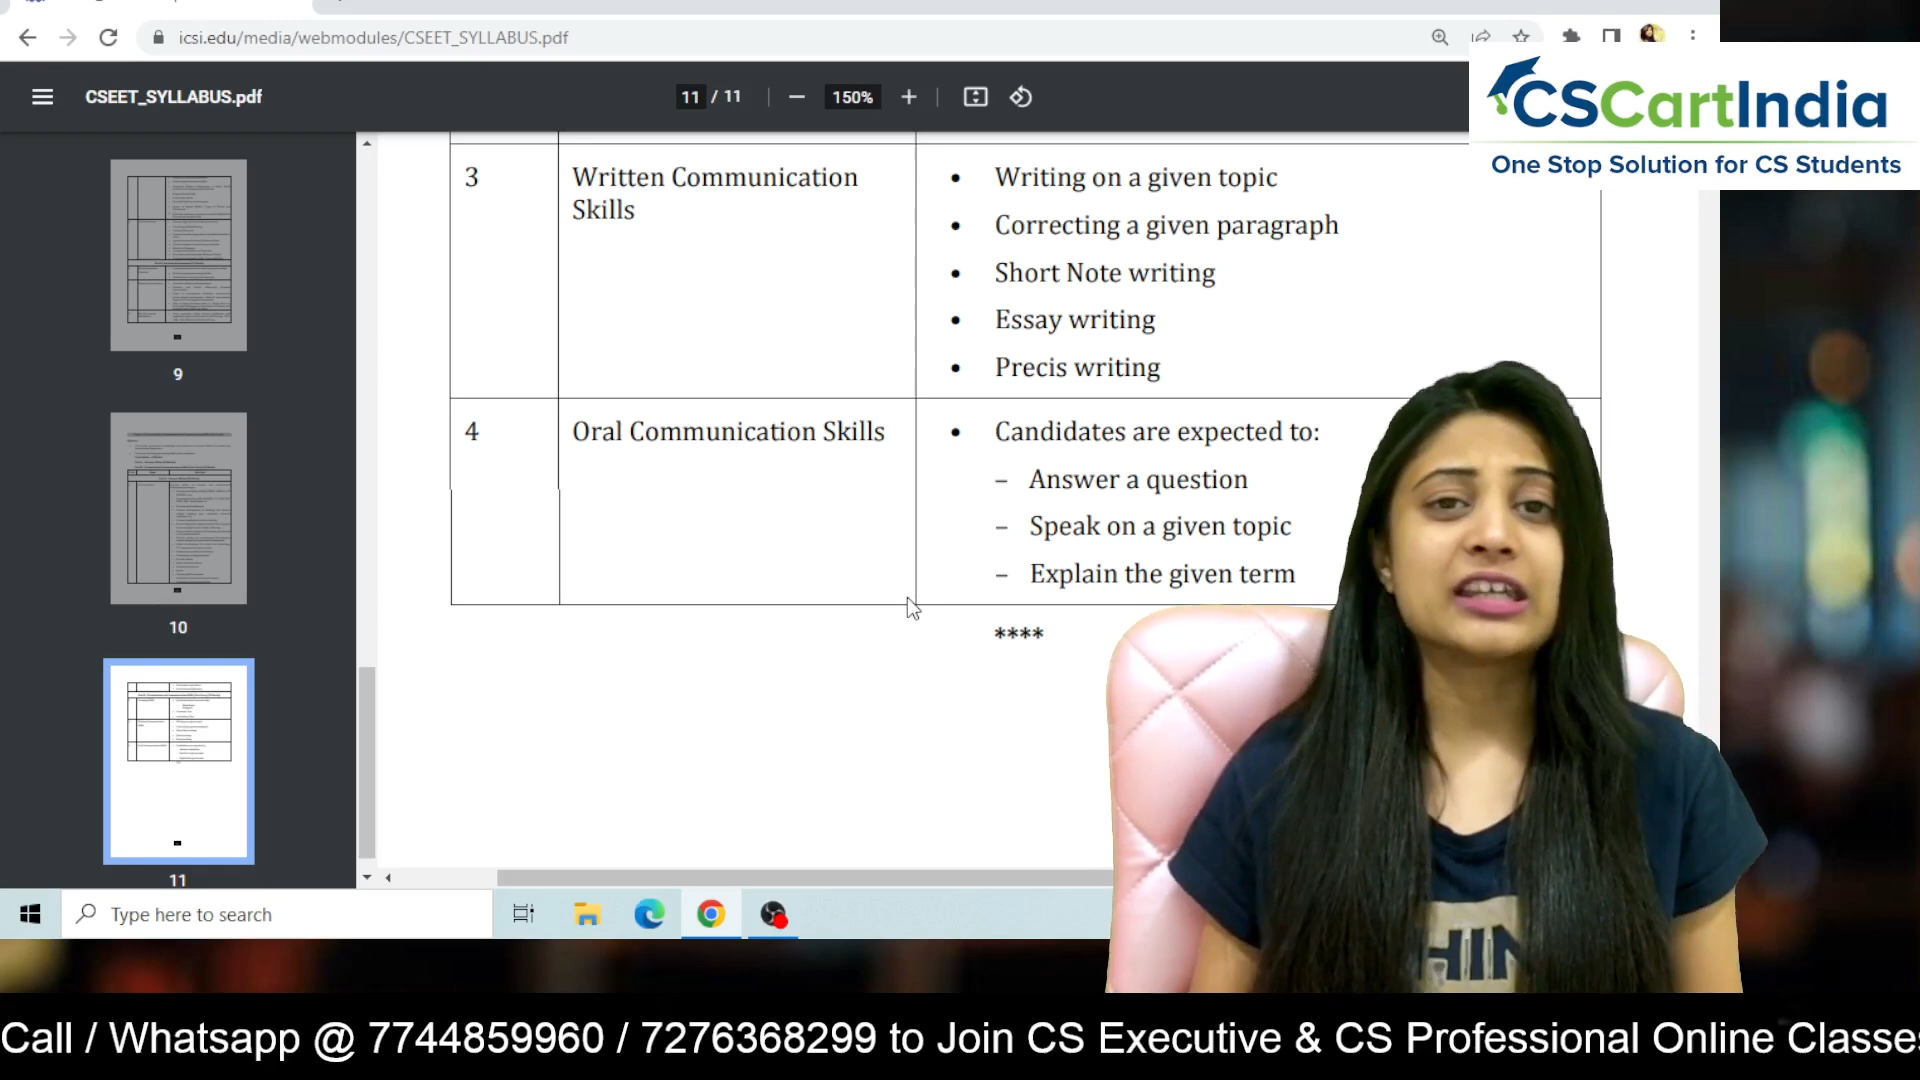 icsi.edu/media/webmodules/CSEET_SYLLABUS.pdf
CSEET_SYLLABUS.pdf
11 / 11
150%
CSCartIndia
One Stop Solution for CS Students
3
Written Communication
Skills
• Writing on a given topic
• Correcting a given paragraph
• Short Note writing
• Essay writing
• Precis writing
4
Oral Communication Skills
• Candidates are expected to:
– Answer a question
– Speak on a given topic
– Explain the given term
****
9
10
11
Type here to search
HIN
Call / Whatsapp @ 7744859960 / 7276368299 to Join CS Executive & CS Professional Online Classes